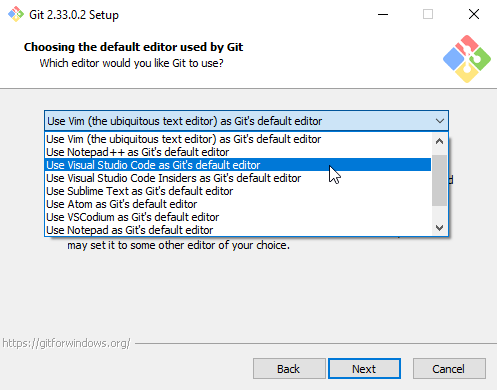 Git 2.33.0.2 Setup
Choosing the default editor used by Git
Which editor would you like Git to use?
Use Vim (the ubiquitous text editor) as Git's default editor
Use Vim (the ubiquitous text editor) as Git's default editor
Use Notepad++ as Git's default editor
Use Visual Studio Code as Git's default editor
Use Visual Studio Code Insiders as Git's default editor
Use Sublime Text as Git's default editor
Use Atom as Git's default editor
Use VSCodium as Git's default editor
Use Notepad as Git's default editor
may set it to some other editor of your choice.
https://gitforwindows.org/
Back
Next
Cancel